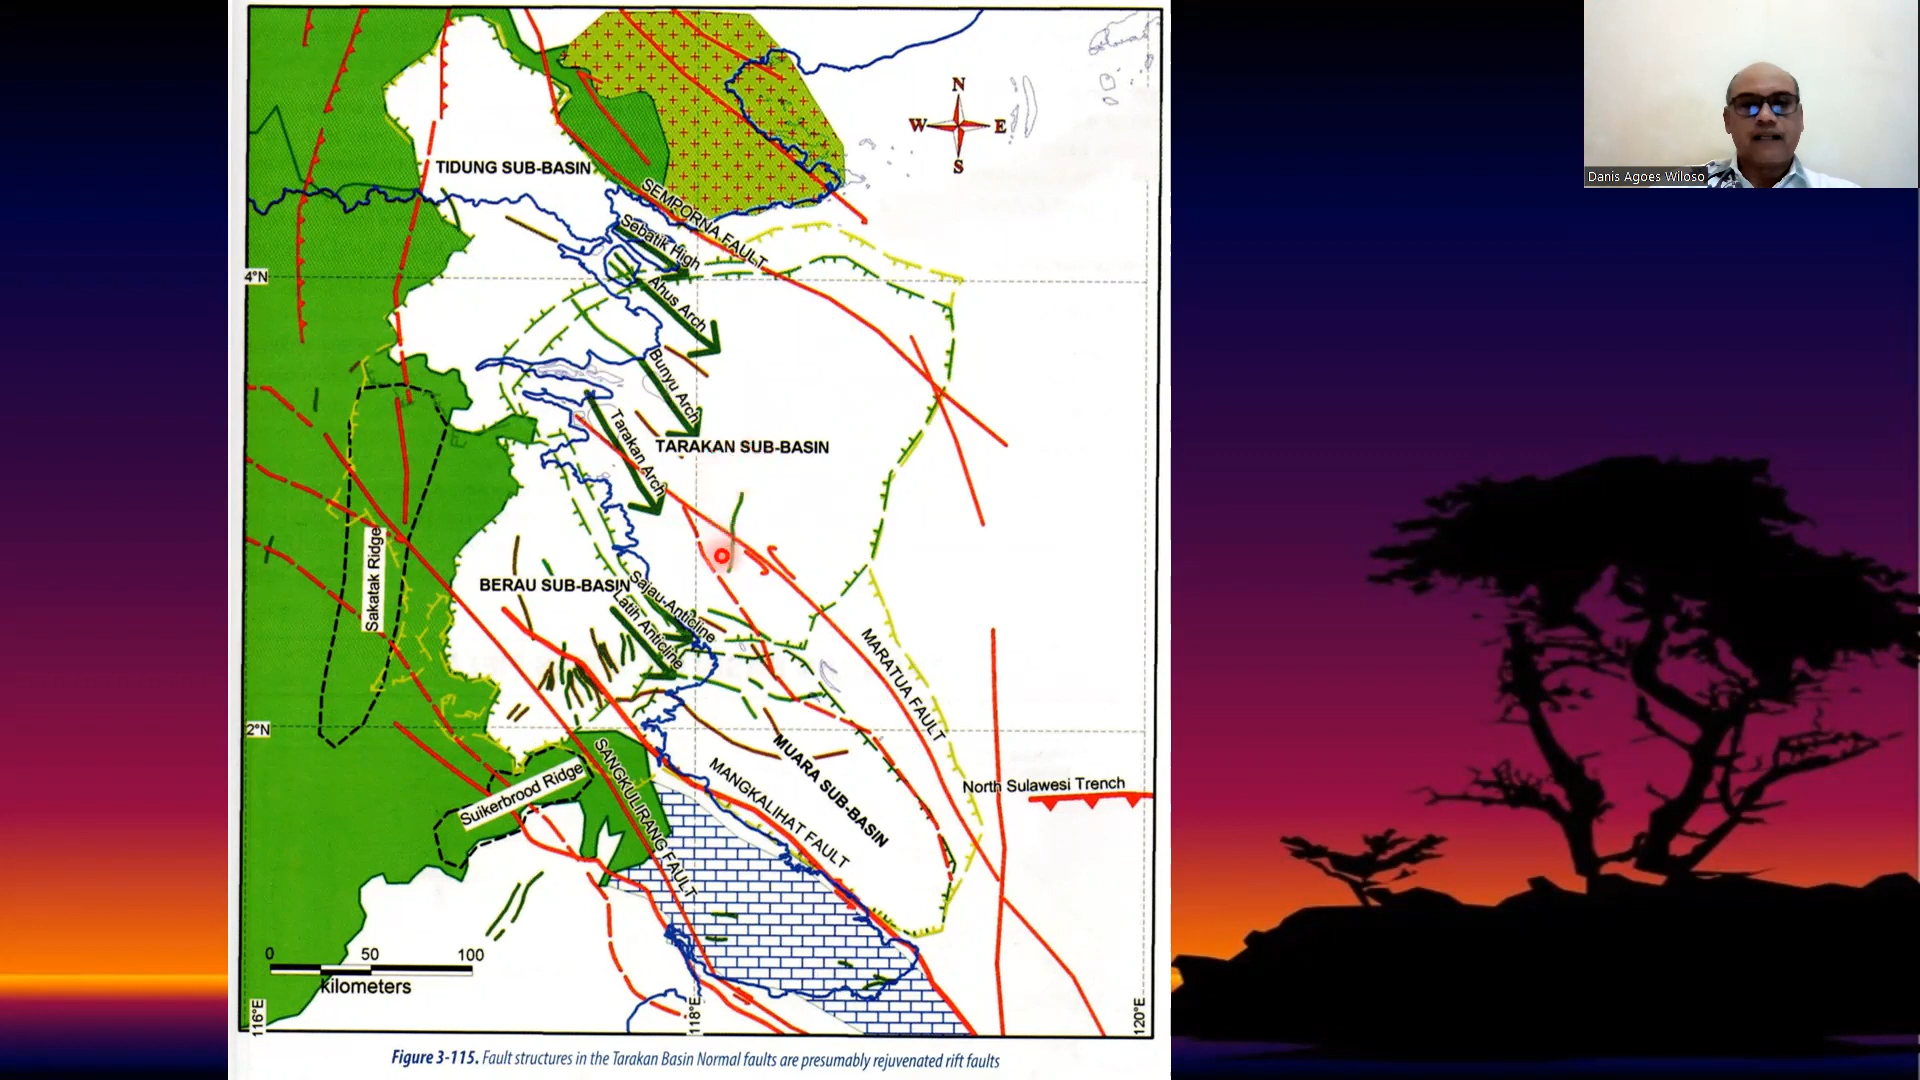 Danis Agoes Wiloso
N
W E
S
TIDUNG SUB-BASIN
SEMPORNA FAULT
Sebatik High
4°N
Ahus Arch
Bunyu Arch
Tarakan Arch
TARAKAN SUB-BASIN
Sakatak Ridge
BERAU SUB-BASIN
Sajau-Anticline
Latih Anticline
MARATUA FAULT
2°N
SANGKULIRANG FAULT
MUARA SUB-BASIN
MANGKALIHAT FAULT
North Sulawesi Trench
Suikerbrood Ridge
0 50 100
kilometers
116°E
118°E
120°E
Figure 3-115. Fault structures in the Tarakan Basin Normal faults are presumably rejuvenated rift faults